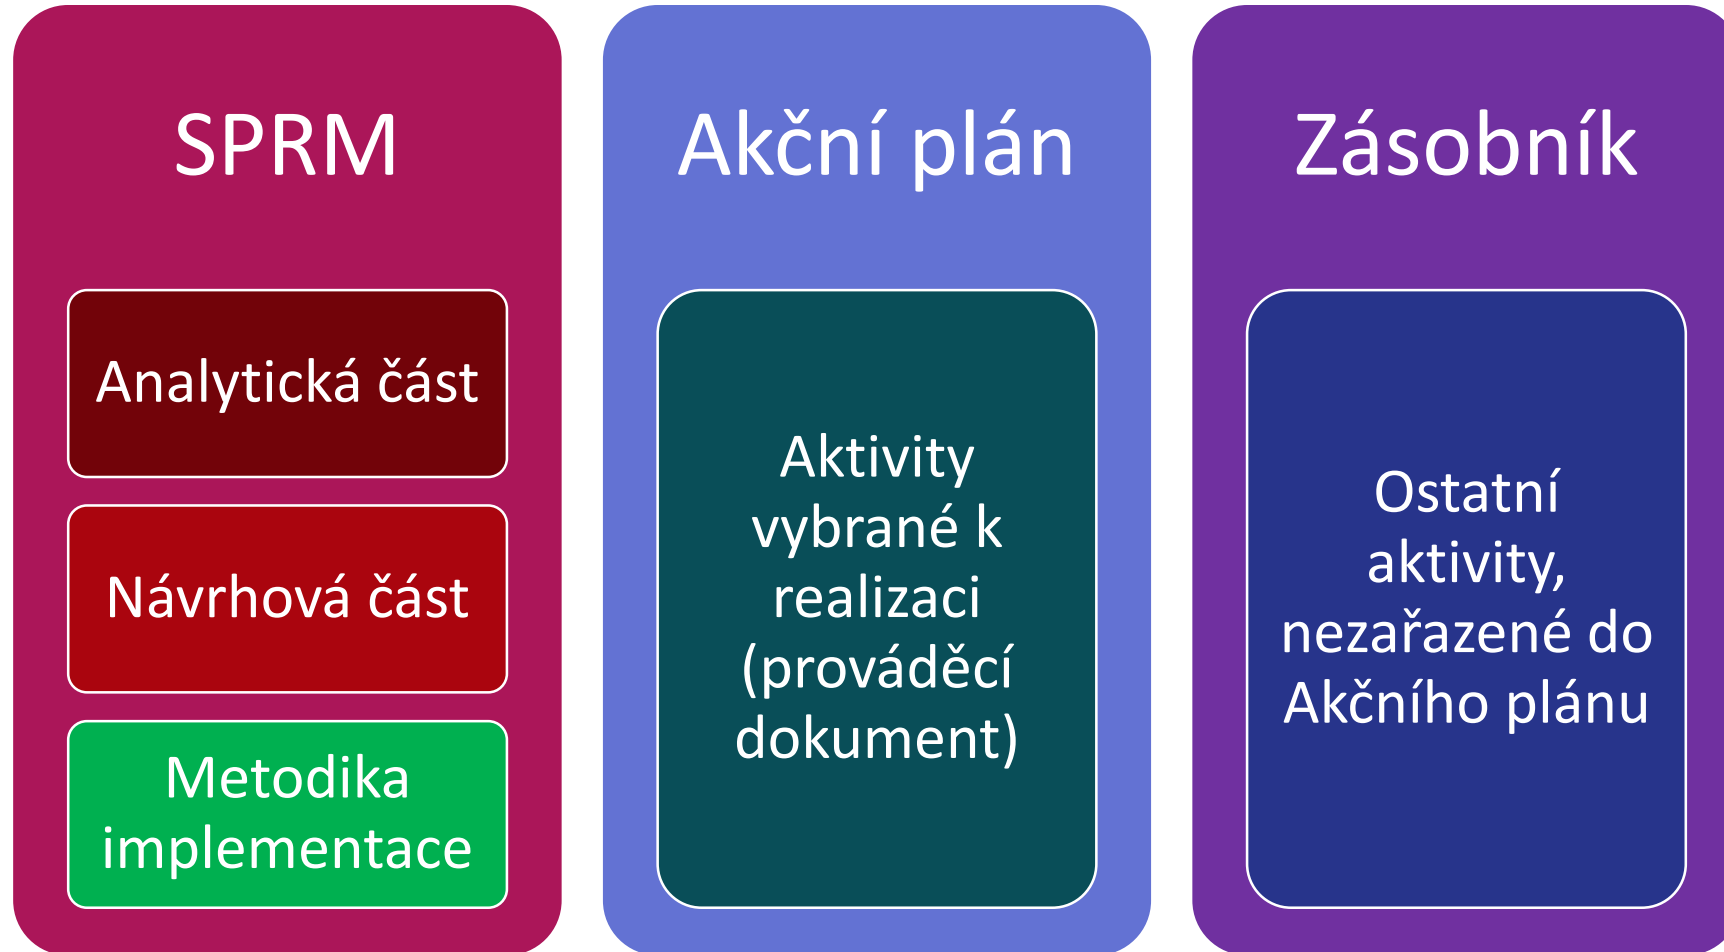 SPRM
Analytická část
Návrhová část
Metodika
implementace
Akční plán
Aktivity
vybrané k
realizaci
(prováděcí
dokument)
Zásobník
Ostatní
aktivity,
nezařazené do
Akčního plánu